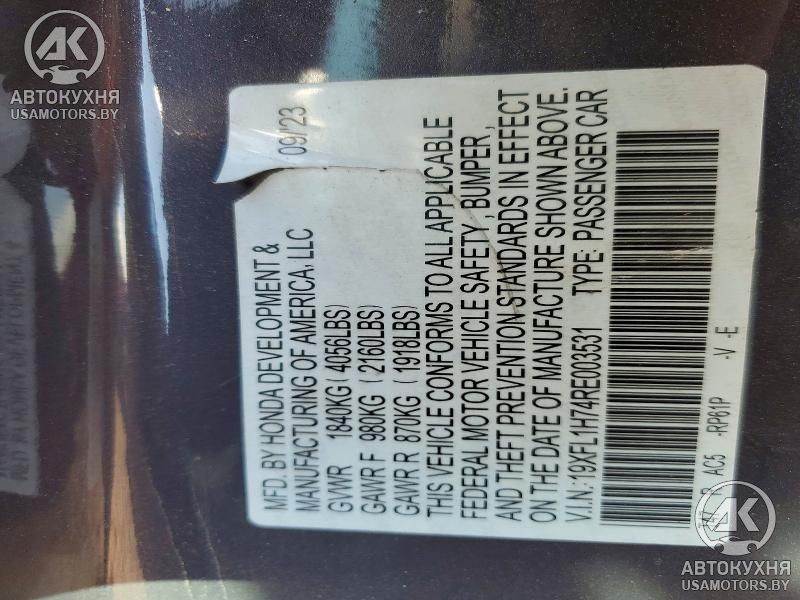 AK
АВТОКУХНЯ
USAMOTORS.BY
MFD. BY HONDA DEVELOPMENT & 09/'23
MANUFACTURING OF AMERICA, LLC
GVWR 1840KG (4056LBS)
GAWR F 980KG (2160LBS)
GAWR R 870KG (1918LBS)
THIS VEHICLE CONFORMS TO ALL APPLICABLE
FEDERAL MOTOR VEHICLE SAFETY, BUMPER,
AND THEFT PREVENTION STANDARDS IN EFFECT
ON THE DATE OF MANUFACTURE SHOWN ABOVE.
V.I.N: 19XFL1H74RE003531 TYPE: PASSENGER CAR
AC5 -RP61P -V -E
AK
АВТОКУХНЯ
USAMOTORS.BY